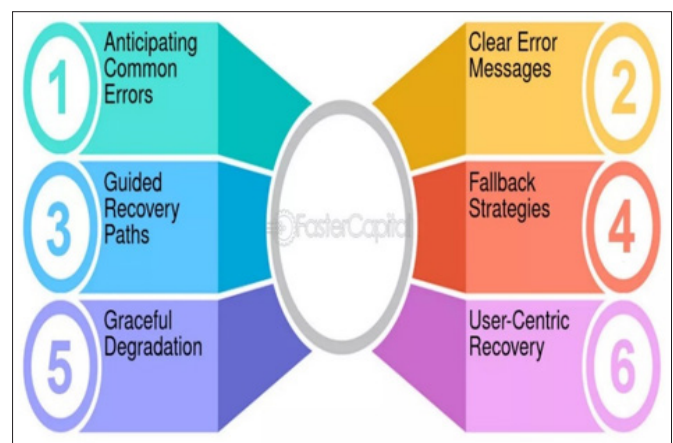 1
Anticipating
Common
Errors
Clear Error
Messages
2
3
Guided
Recovery
Paths
Fallback
Strategies
4
FasterCapital
5
Graceful
Degradation
User-Centric
Recovery
6